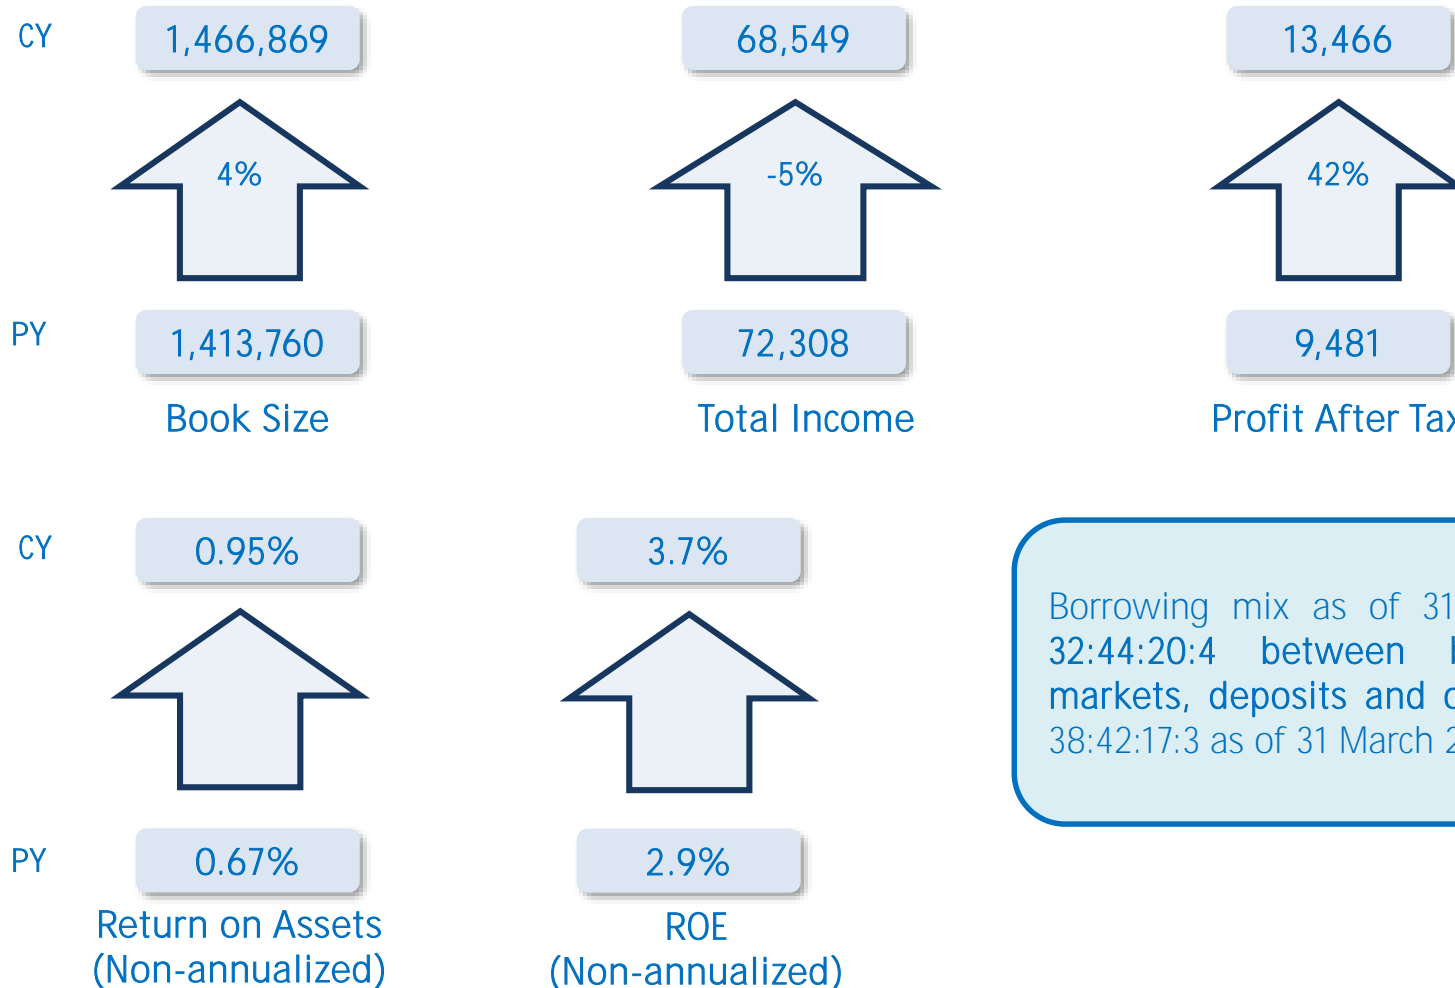 CY 1,466,869 68,549 13,466
4% -5% 42%
PY 1,413,760 72,308 9,481
Book Size Total Income Profit After Tax
CY 0.95% 3.7%
Borrowing mix as of 31
32:44:20:4 between
markets, deposits and
38:42:17:3 as of 31 March
PY 0.67% 2.9%
Return on Assets ROE
(Non-annualized) (Non-annualized)